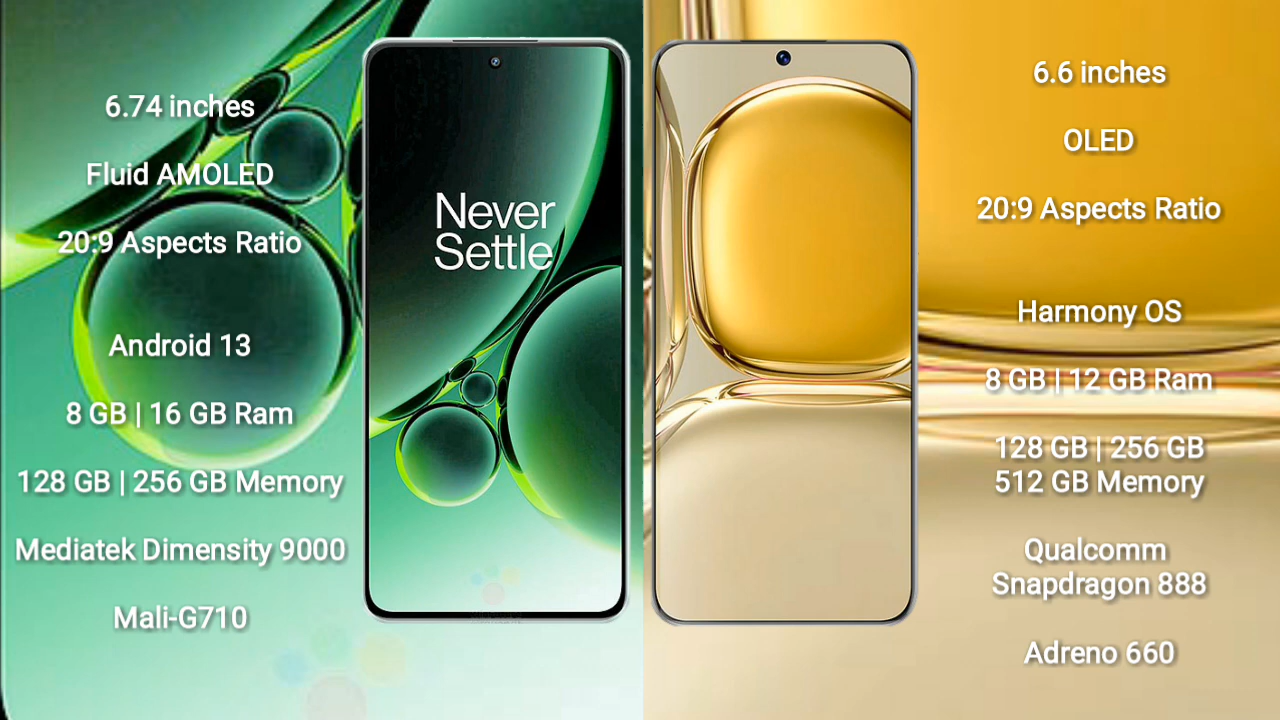 6.74 inches
Fluid AMOLED
20:9 Aspects Ratio
Android 13
8 GB | 16 GB Ram
128 GB | 256 GB Memory
Mediatek Dimensity 9000
Mali-G710
Never
Settle
6.6 inches
OLED
20:9 Aspects Ratio
Harmony OS
8 GB | 12 GB Ram
128 GB | 256 GB
512 GB Memory
Qualcomm
Snapdragon 888
Adreno 660